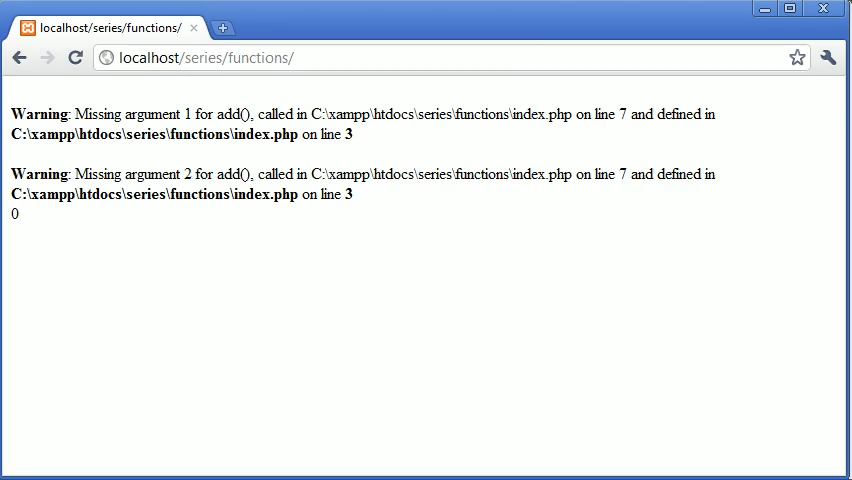 localhost/series/functions/
localhost/series/functions/
Warning: Missing argument 1 for add(), called in C:\xampp\htdocs\series\functions\index.php on line 7 and defined in
C:\xampp\htdocs\series\functions\index.php on line 3
Warning: Missing argument 2 for add(), called in C:\xampp\htdocs\series\functions\index.php on line 7 and defined in
C:\xampp\htdocs\series\functions\index.php on line 3
0